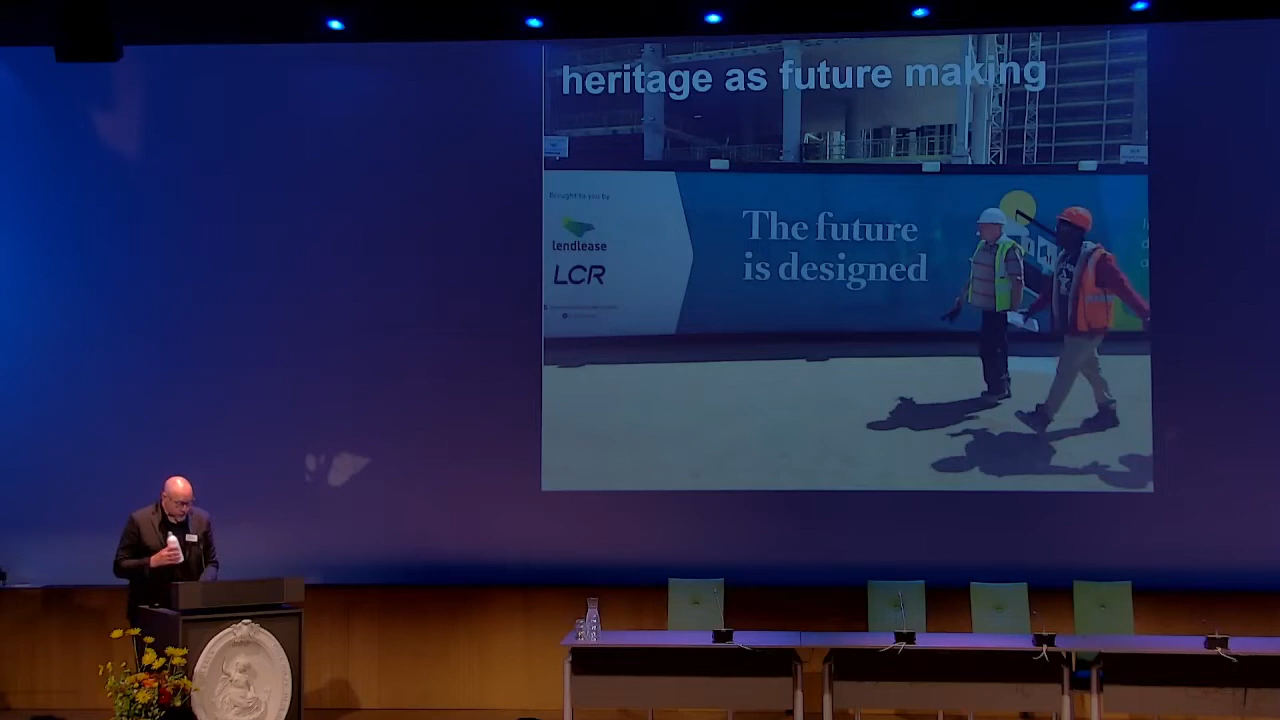 heritage as future making
Brought to you by
lendlease
LCR
The future
is designed